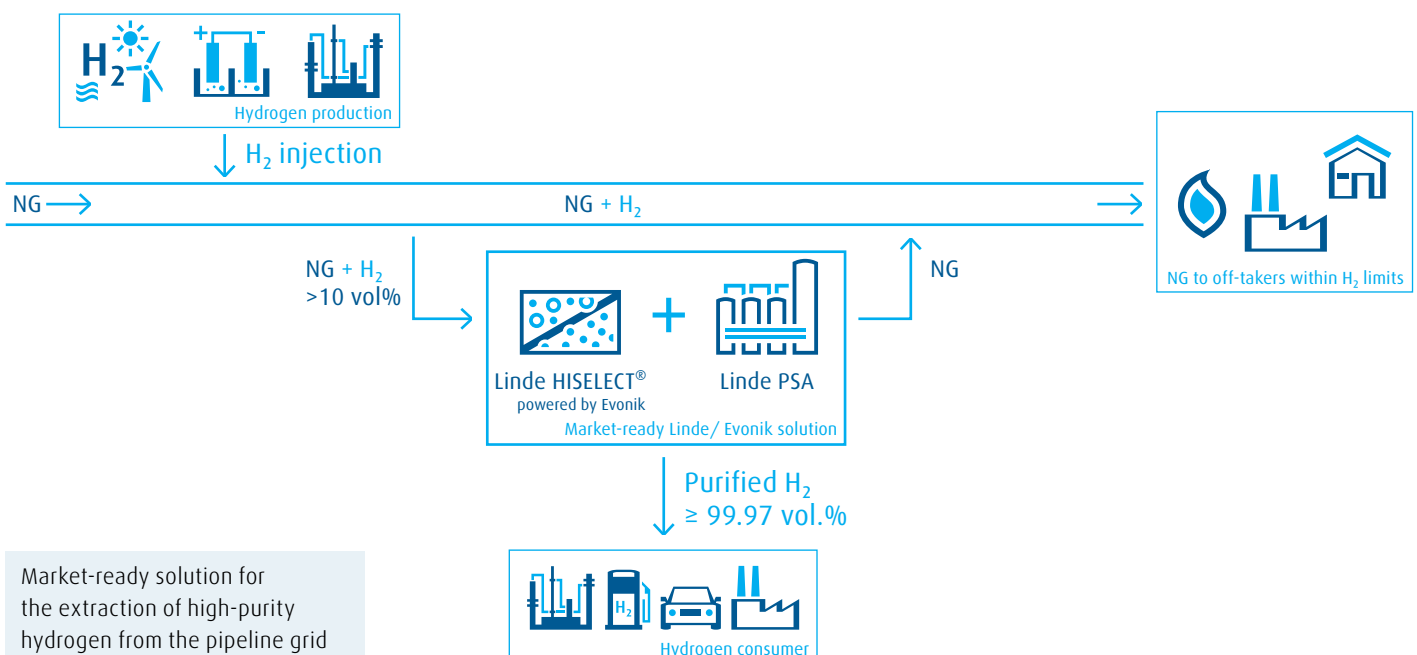 H2
+ -
Hydrogen production
H2 injection
NG
NG + H2
NG + H2
>10 vol%
NG
NG to off-takers within H2 limits
+
Linde HISELECT®
powered by Evonik
Linde PSA
Market-ready Linde/ Evonik solution
Purified H2
≥ 99.97 vol.%
H2
Hydrogen consumer
Market-ready solution for
the extraction of high-purity
hydrogen from the pipeline grid